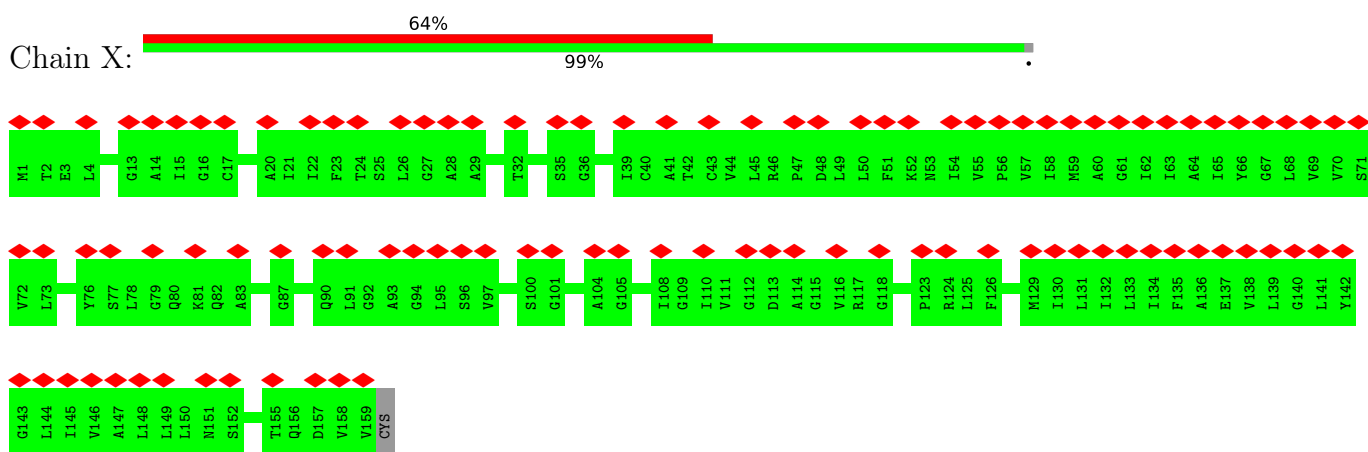 64%
Chain X:
99%
.
M1 T2 E3 L4 G13 A14 I15 G16 C17 A20 I21 I22 F23 T24 S25 L26 G27 A28 A29 T32 S35 G36 I39 C40 A41 T42 C43 V44 L45 R46 P47 D48 L49 L50 F51 K52 N53 I54 V55 P56 V57 I58 M59 A60 G61 I62 I63 A64 I65 Y66 G67 L68 V69 V70 S71
V72 L73 Y76 S77 L78 G79 Q80 K81 Q82 A83 G87 Q90 L91 G92 A93 G94 L95 S96 V97 S100 G101 A104 G105 I108 G109 I110 V111 G112 D113 A114 G115 V116 R117 G118 P123 R124 L125 F126 M129 I130 L131 I132 L133 I134 F135 A136 E137 V138 L139 G140 L141 Y142
G143 L144 I145 V146 A147 L148 L149 L150 N151 S152 T155 Q156 D157 V158 V159 CYS